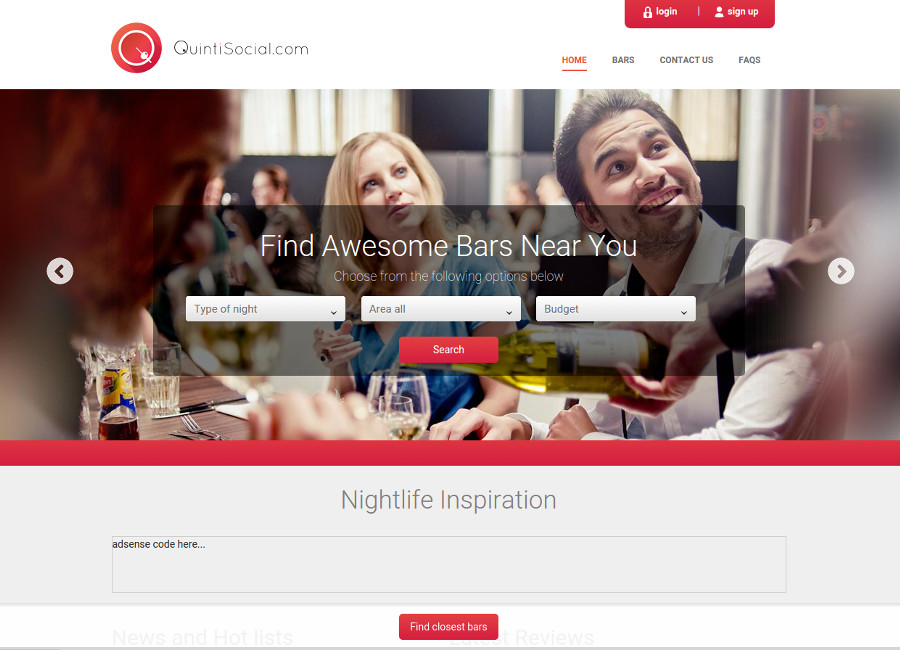 login | sign up
QuintiSocial.com
HOME BARS CONTACT US FAQS
Find Awesome Bars Near You
Choose from the following options below
Type of night Area all Budget
Search
Nightlife Inspiration
adsense code here...
Find closest bars
News and Hot lists Latest Reviews